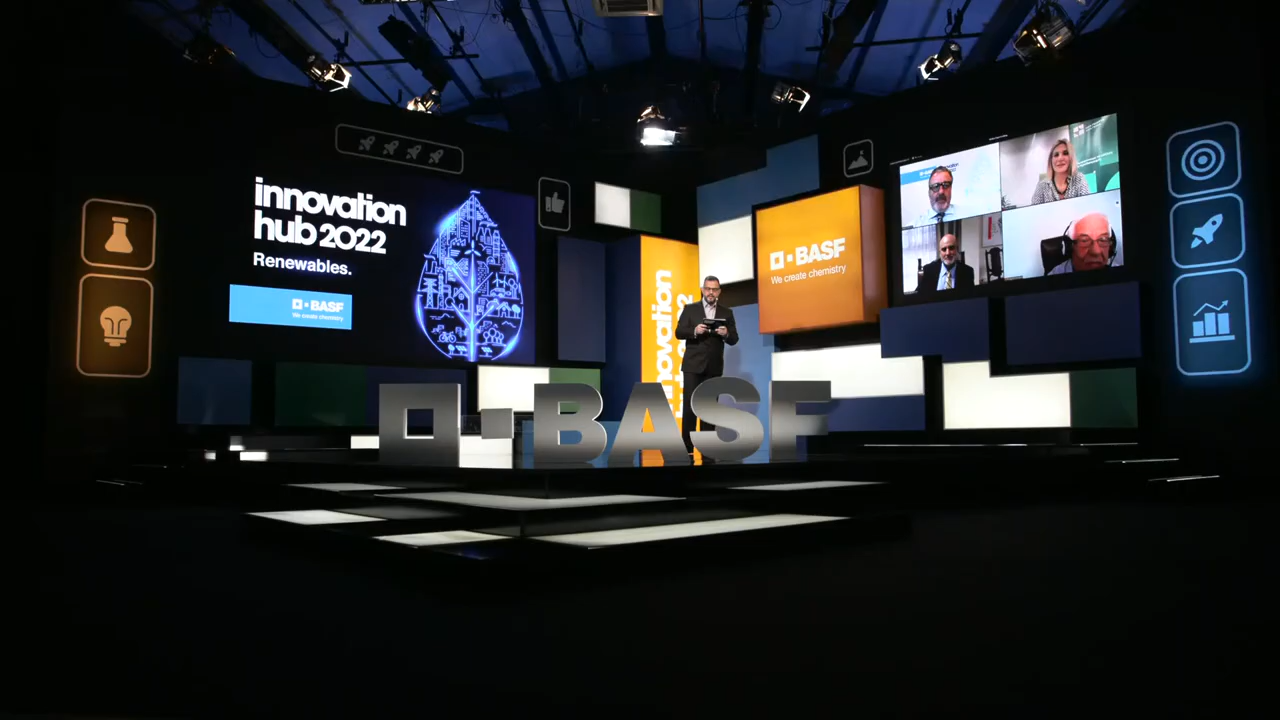 innovation
hub 2022
Renewables.
BASF
We create chemistry
innovation
BASF
We create chemistry
BASF